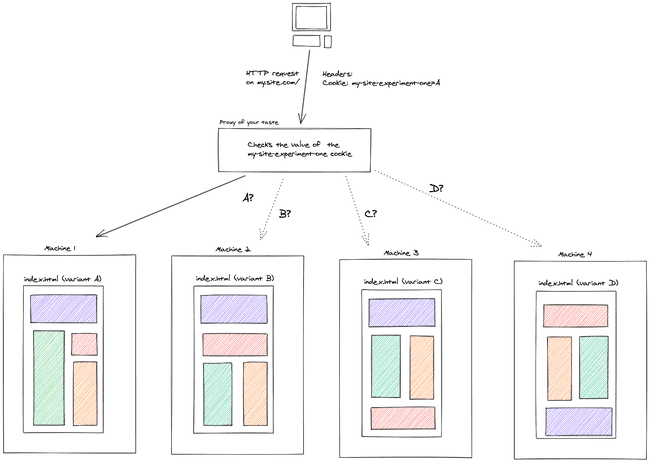 HTTP request
on mysite.com/
Headers:
Cookie: my-site-experiment-one=A
Proxy of your taste
Checks the value of the
my-site-experiment-one cookie
A?
B?
C?
D?
Machine 1
index.html (variant A)
Machine 2
index.html (variant B)
Machine 3
index.html (variant C)
Machine 4
index.html (variant D)